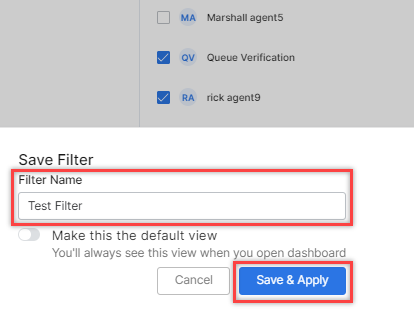 MA Marshall agent5
QV Queue Verification
RA rick agent9
Save Filter
Filter Name
Test Filter
Make this the default view
You'll always see this view when you open dashboard
Cancel Save & Apply